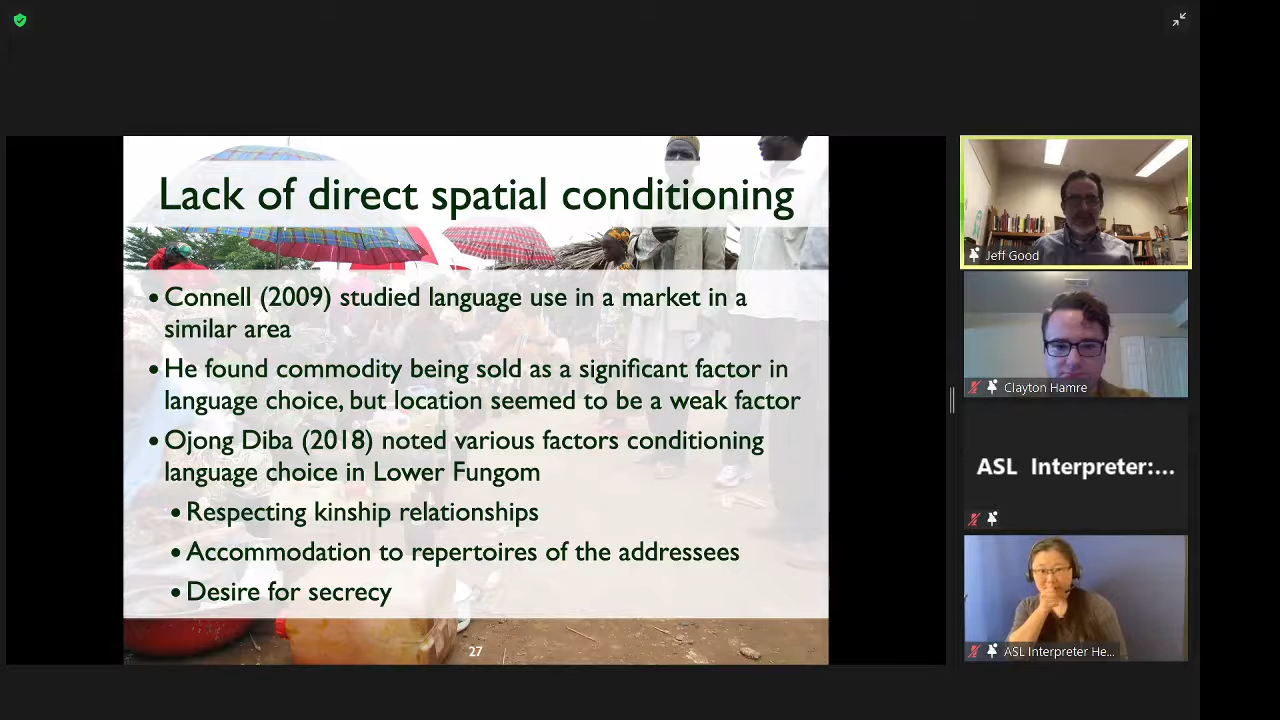 Lack of direct spatial conditioning
• Connell (2009) studied language use in a market in a
similar area
• He found commodity being sold as a significant factor in
language choice, but location seemed to be a weak factor
• Ojong Diba (2018) noted various factors conditioning
language choice in Lower Fungom
• Respecting kinship relationships
• Accommodation to repertoires of the addressees
• Desire for secrecy
27
Jeff Good
Clayton Hamre
ASL Interpreter:...
ASL Interpreter He...